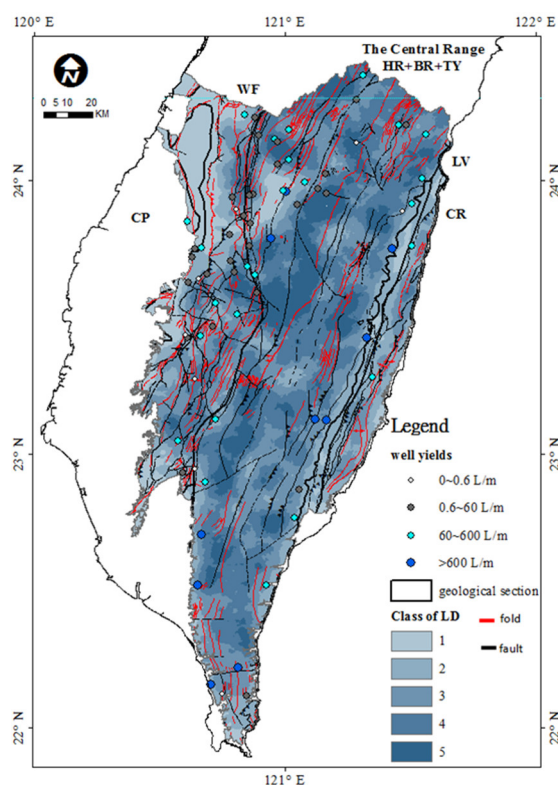 120° E
121° E
122° E
The Central Range
HR+BR+TY
N
0 5 10 20
KM
WF
LV
24° N
24° N
CP
CR
Legend
well yields
0~0.6 L/m
0.6~60 L/m
60~600 L/m
>600 L/m
geological section
Class of LD
fold
fault
1
2
3
4
5
23° N
23° N
22° N
22° N
121° E